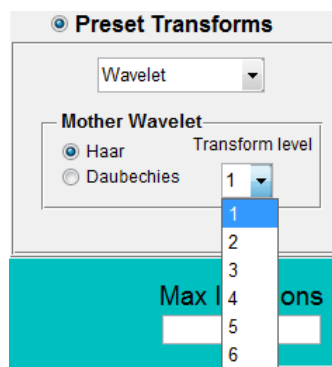 Preset Transforms
Wavelet
Mother Wavelet
Haar
Transform level
Daubechies
1
1
2
3
Max
4
ons
5
6